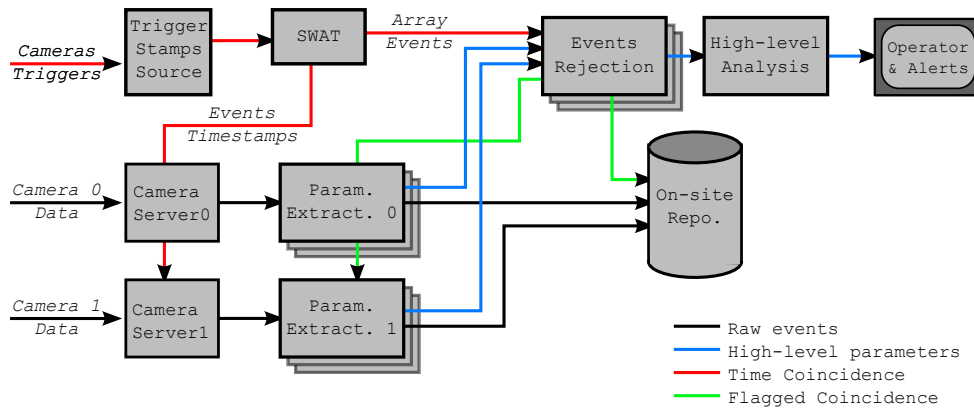 Cameras
Triggers
Trigger
Stamps
Source
SWAT
Array
Events
Events
Rejection
High-level
Analysis
Operator
& Alerts
Events
Timestamps
Camera 0
Data
Camera
Server0
Param.
Extract. 0
On-site
Repo.
Camera 1
Data
Camera
Server1
Param.
Extract. 1
Raw events
High-level parameters
Time Coincidence
Flagged Coincidence